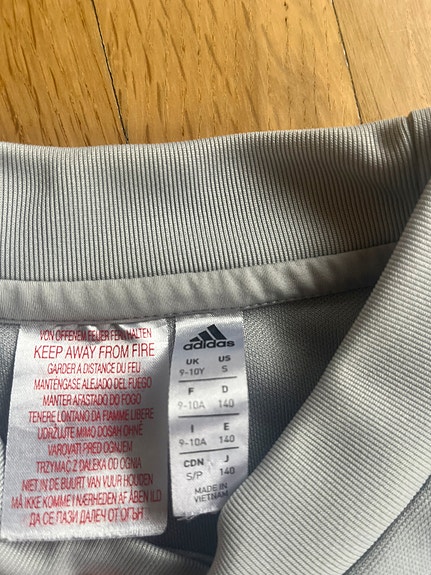 VON OFFENEM FEUER FERNHALTEN
KEEP AWAY FROM FIRE
GARDER A DISTANCE DU FEU
MANTÉNGASE ALEJADO DEL FUEGO
MANTER AFASTADO DO FOGO
TENERE LONTANO DA FIAMME LIBERE
UDRŽUJTE MIMO DOSAH OHNĚ
VAROVAŤ PRED OGNJEM
TRZYMAĆ Z DALEKA OD OGNIA
NIET IN DE BUURT VAN VUUR HOUDEN
MÅ IKKE KOMME I NÆRHEDEN AF ÅBEN ILD
ДА СЕ ПАЗИ ДАЛЕЧ ОТ ОГЪН
adidas
UK US
9-10Y S
F D
9-10A 140
I E
9-10A 140
CDN J
S/P 140
MADE IN
VIETNAM